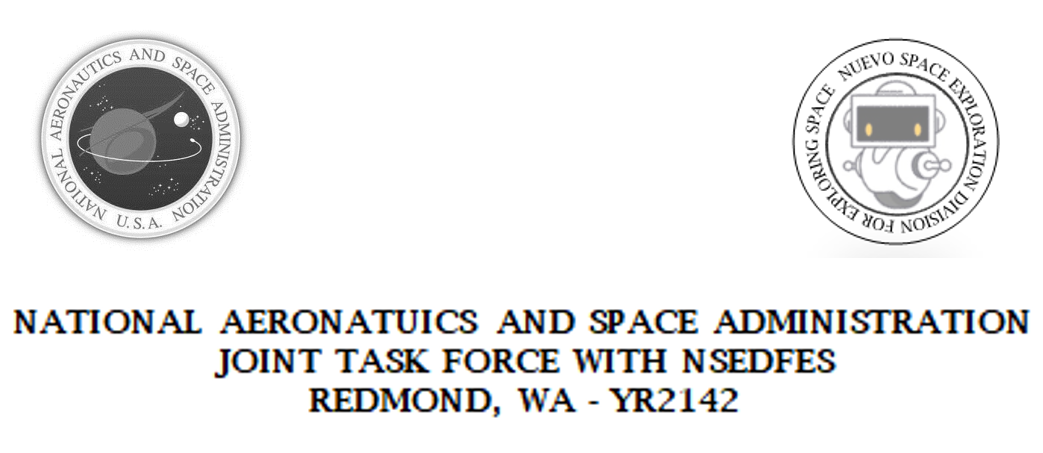 NATIONAL AERONAUTICS AND SPACE ADMINISTRATION
U.S.A.
NUEVO SPACE EXPLORATION DIVISION FOR EXPLORING SPACE
NATIONAL AERONATUICS AND SPACE ADMINISTRATION
JOINT TASK FORCE WITH NSEDFES
REDMOND, WA - YR2142